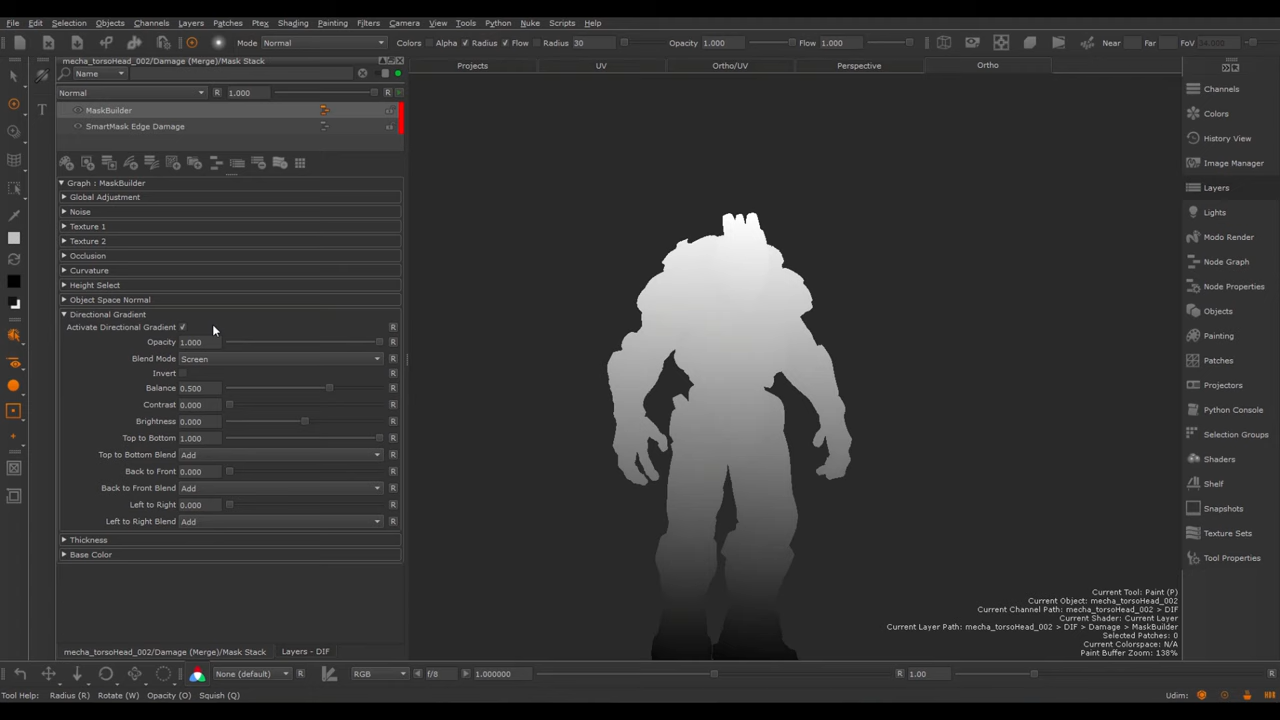 File Edit Selection Objects Channels Layers Patches Ptex Shading Painting Filters Camera View Tools Python Nuke Scripts Help
Mode Normal Colors Alpha Radius Flow Radius 30 Opacity 1.000 Flow 1.000 Near Far FoV 24.000
mecha_torsoHead_002/Damage (Merge)/Mask Stack
Name
Projects UV Ortho/UV Perspective Ortho
Normal R 1.000 R
MaskBuilder
SmartMask Edge Damage
Graph : MaskBuilder
Global Adjustment
Noise
Texture 1
Texture 2
Occlusion
Curvature
Height Select
Object Space Normal
Directional Gradient
Activate Directional Gradient R
Opacity 1.000 R
Blend Mode Screen R
Invert R
Balance 0.500 R
Contrast 0.000 R
Brightness 0.000 R
Top to Bottom 1.000 R
Top to Bottom Blend Add R
Back to Front 0.000 R
Back to Front Blend Add R
Left to Right 0.000 R
Left to Right Blend Add R
Thickness
Base Color
Channels
Colors
History View
Image Manager
Layers
Lights
Modo Render
Node Graph
Node Properties
Objects
Painting
Patches
Projectors
Python Console
Selection Groups
Shaders
Shelf
Snapshots
Texture Sets
Tool Properties
Current Tool: Paint (P)
Current Object: mecha_torsoHead_002
Current Channel Path: mecha_torsoHead_002 > DIF
Current Shader: Current Layer
Current Layer Path: mecha_torsoHead_002 > DIF > Damage > MaskBuilder
Selected Patches: 0
Current Colorspace: N/A
Paint Buffer Zoom: 138%
mecha_torsoHead_002/Damage (Merge)/Mask Stack Layers - DIF
None (default) R RGB f/8 1.000000 R 1.00 R
Tool Help: Radius (R) Rotate (W) Opacity (O) Squish (Q) Udim: